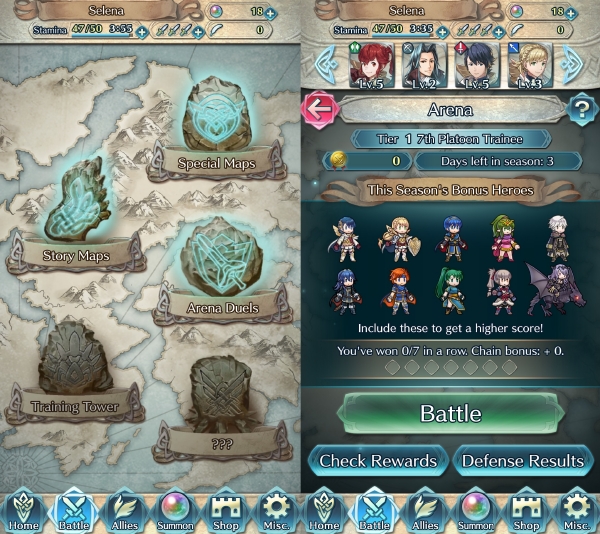 Selena
18
Stamina 47/50 3:55
0
Special Maps
Story Maps
Arena Duels
Training Tower
???
Home
Battle
Allies
Summon
Shop
Misc.
Selena
18
Stamina 47/50 3:35
0
Lv.5
Lv.2
Lv.5
Lv.3
Arena
?
Tier 1 7th Platoon Trainee
0
Days left in season: 3
This Season's Bonus Heroes
Include these to get a higher score!
You've won 0/7 in a row. Chain bonus: + 0.
Battle
Check Rewards
Defense Results
Home
Battle
Allies
Summon
Shop
Misc.